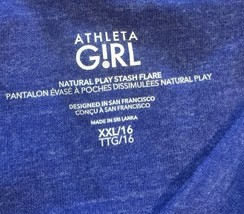 ATHLETA
G!RL
NATURAL PLAY STASH FLARE
PANTALON ÉVASÉ À POCHES DISSIMULÉES NATURAL PLAY
DESIGNED IN SAN FRANCISCO
CONÇU À SAN FRANCISCO
MADE IN SRI LANKA
XXL/16
TTG/16